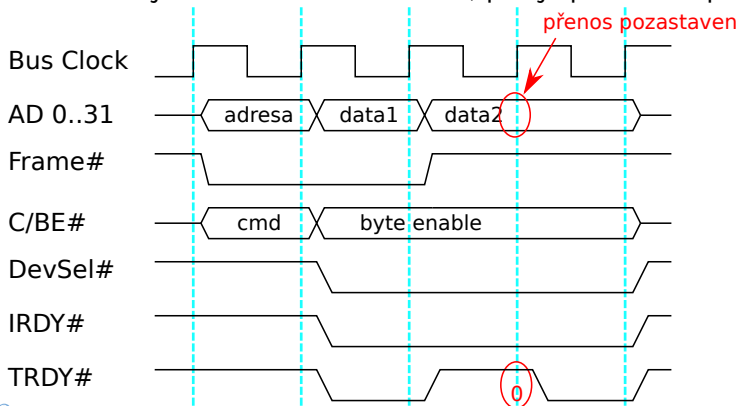 přenos pozastaven
Bus Clock
AD 0..31 adresa data1 data2
Frame#
C/BE# cmd byte enable
DevSel#
IRDY#
TRDY# 0